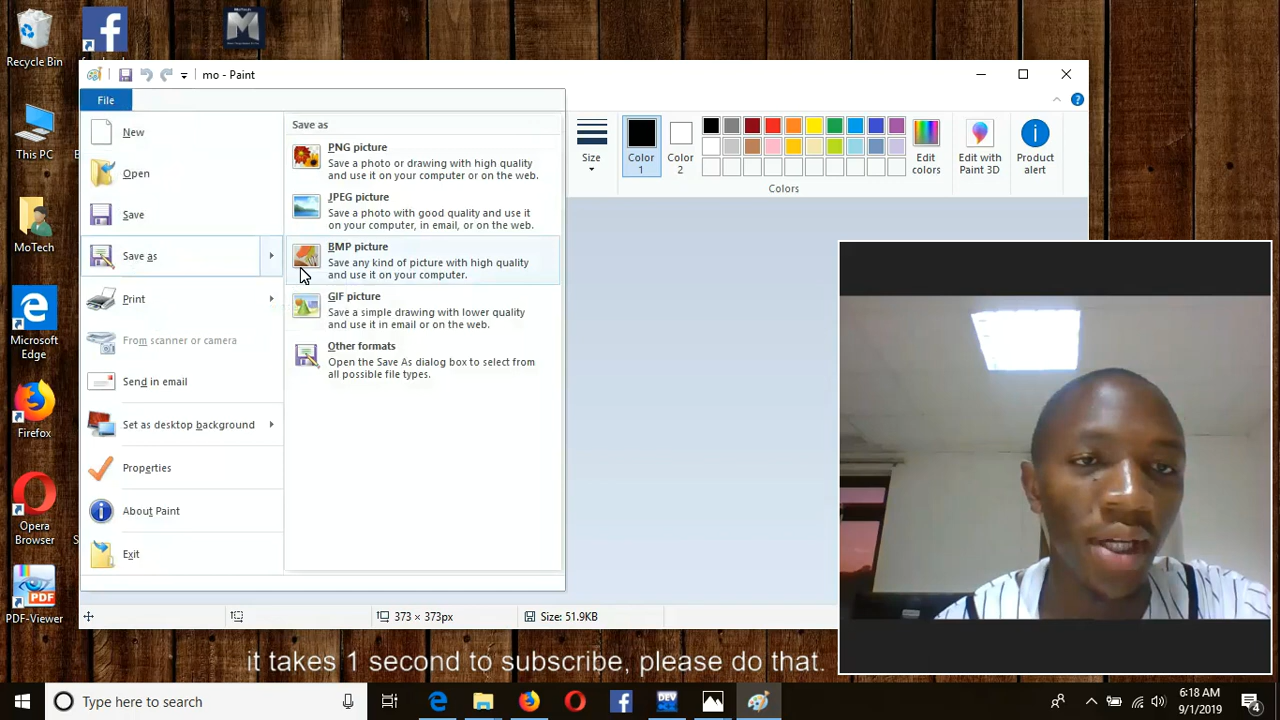 Recycle Bin
mo - Paint
File
This PC
MoTech
Microsoft
Edge
Firefox
Opera
Browser
PDF
PDF-Viewer
New
Open
Save
Save as
Print
From scanner or camera
Send in email
Set as desktop background
Properties
About Paint
Exit
Save as
PNG picture
Save a photo or drawing with high quality
and use it on your computer or on the web.
JPEG picture
Save a photo with good quality and use it
on your computer, in email, or on the web.
BMP picture
Save any kind of picture with high quality
and use it on your computer.
GIF picture
Save a simple drawing with lower quality
and use it in email or on the web.
Other formats
Open the Save As dialog box to select from
all possible file types.
Size
Color
1
Color
2
Edit
colors
Edit with
Paint 3D
Product
alert
Colors
373 × 373px
Size: 51.9KB
it takes 1 second to subscribe, please do that.
Type here to search
DEV
6:18 AM
9/1/2019
4